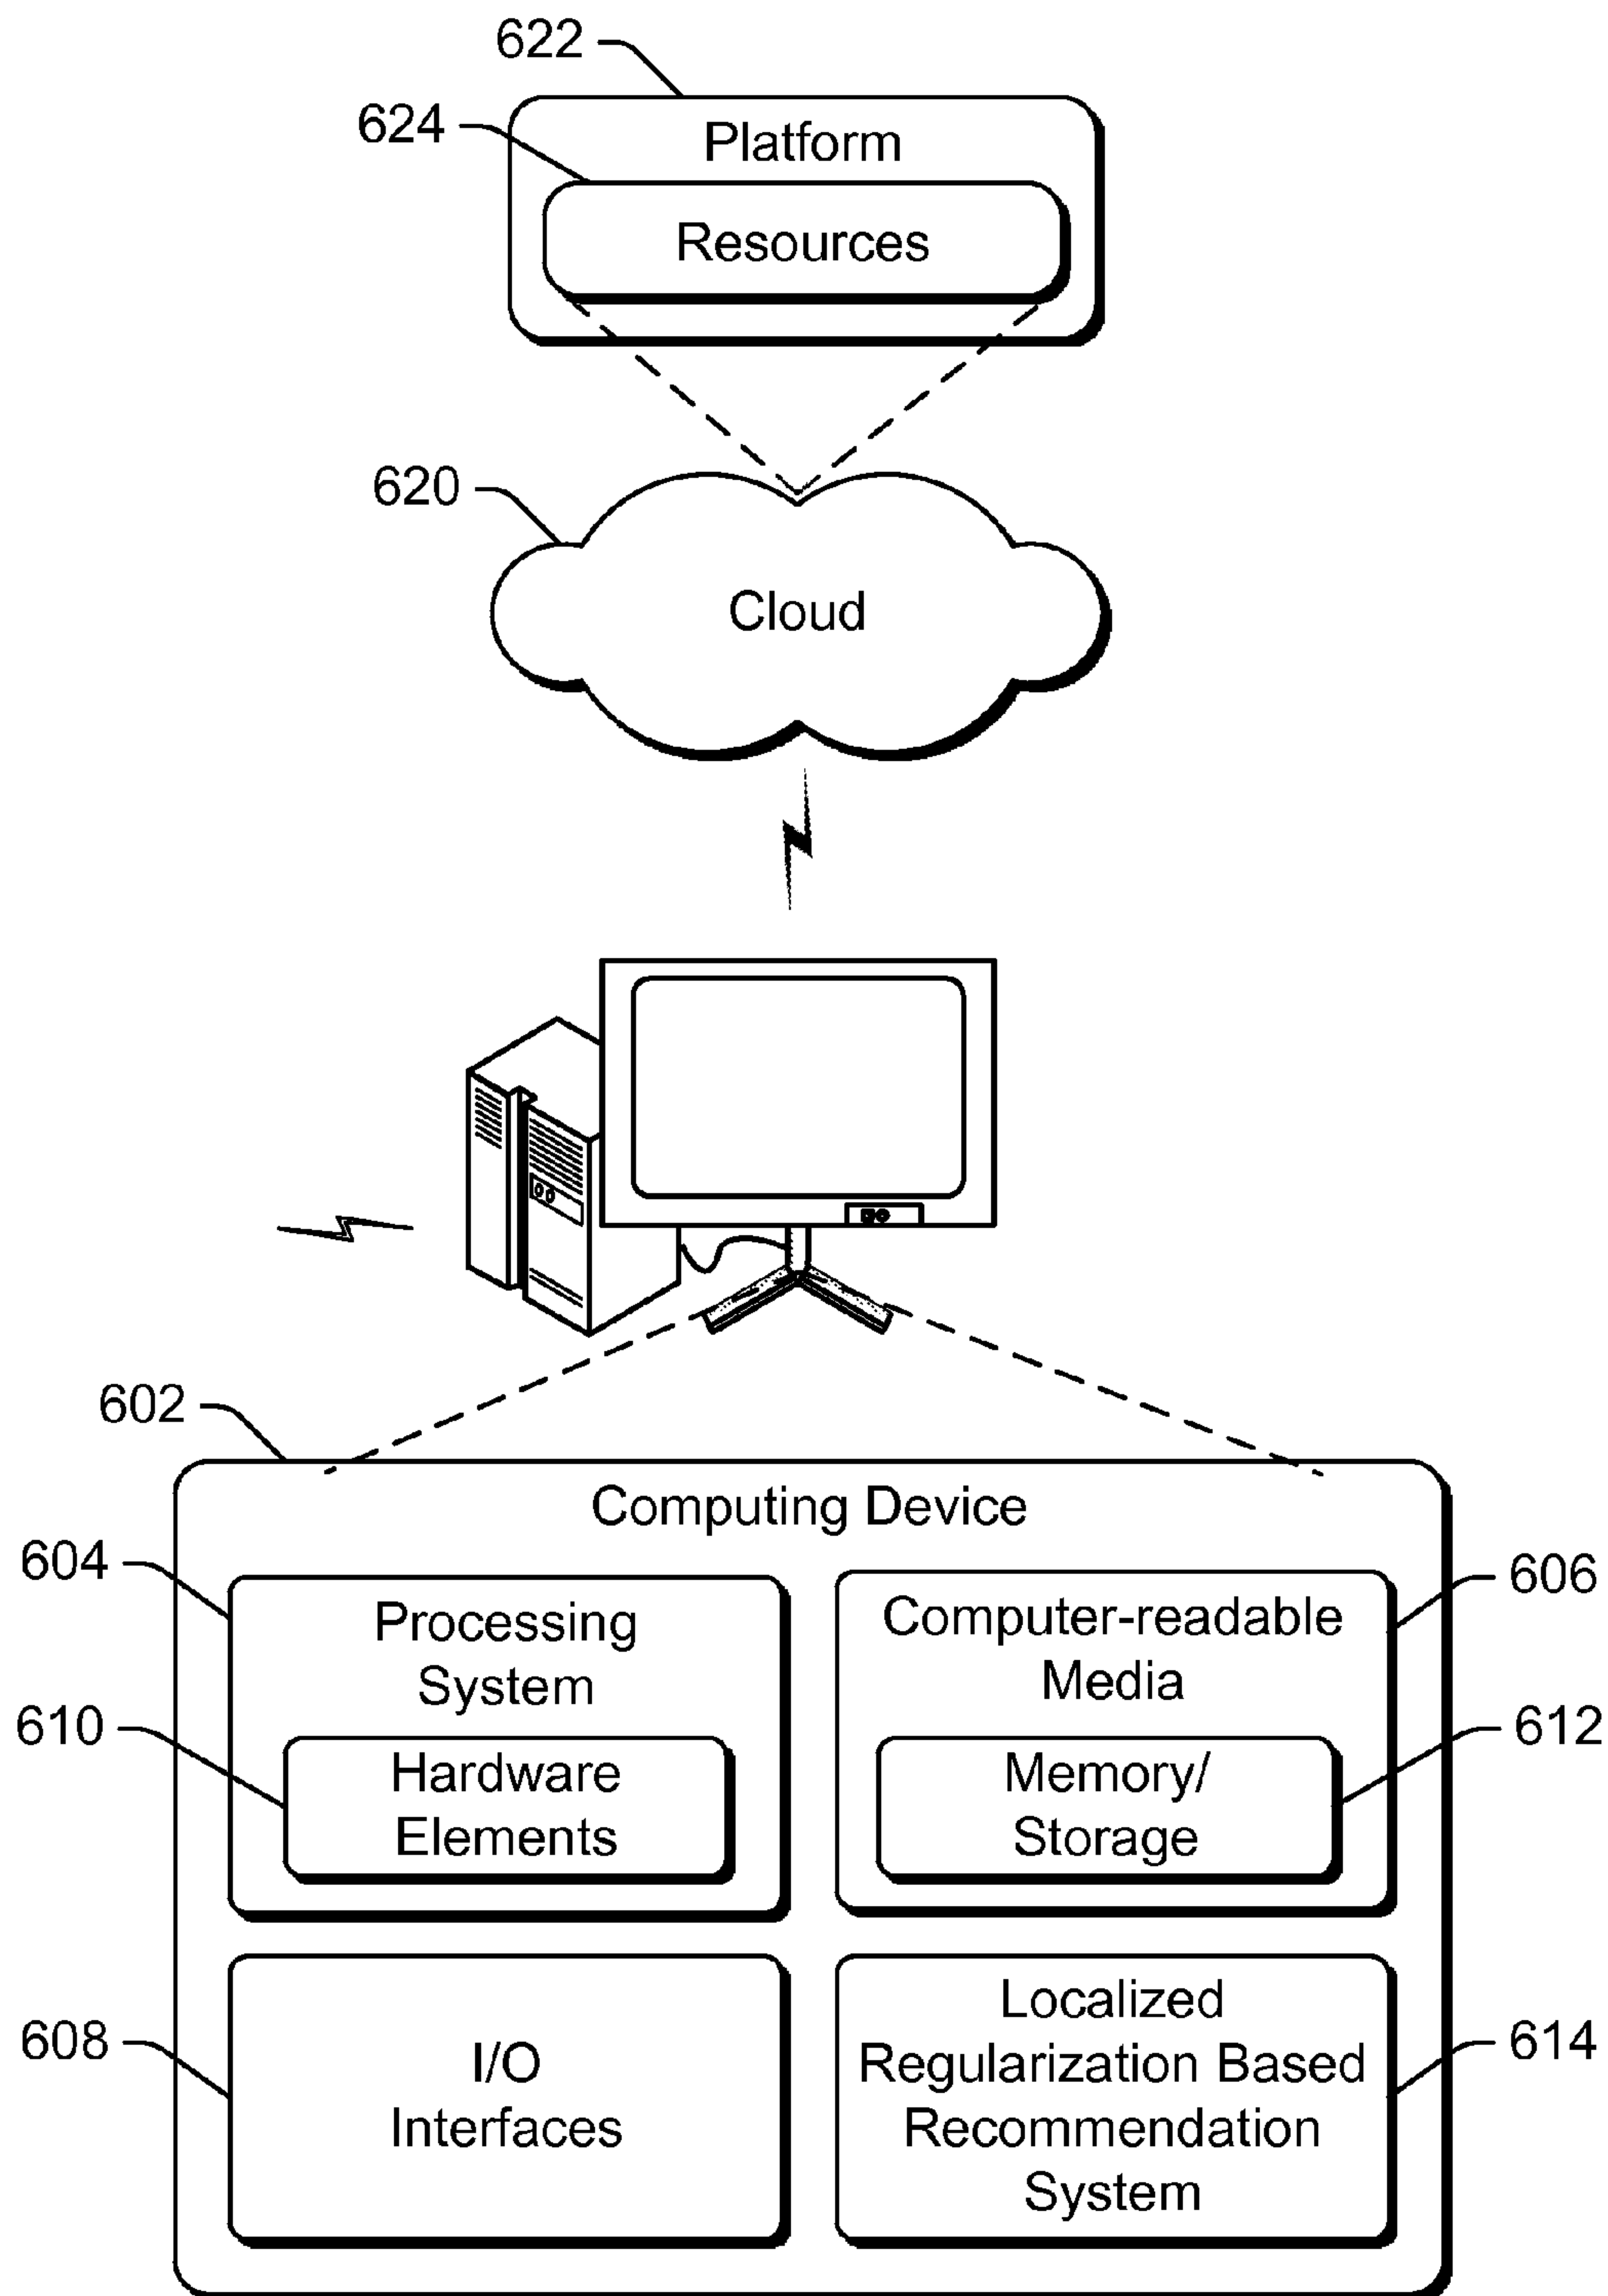 622
624
Platform
Resources
620
Cloud
602
Computing Device
604
Processing
System
606
Computer-readable
Media
610
Hardware
Elements
612
Memory/
Storage
608
I/O
Interfaces
614
Localized
Regularization Based
Recommendation
System